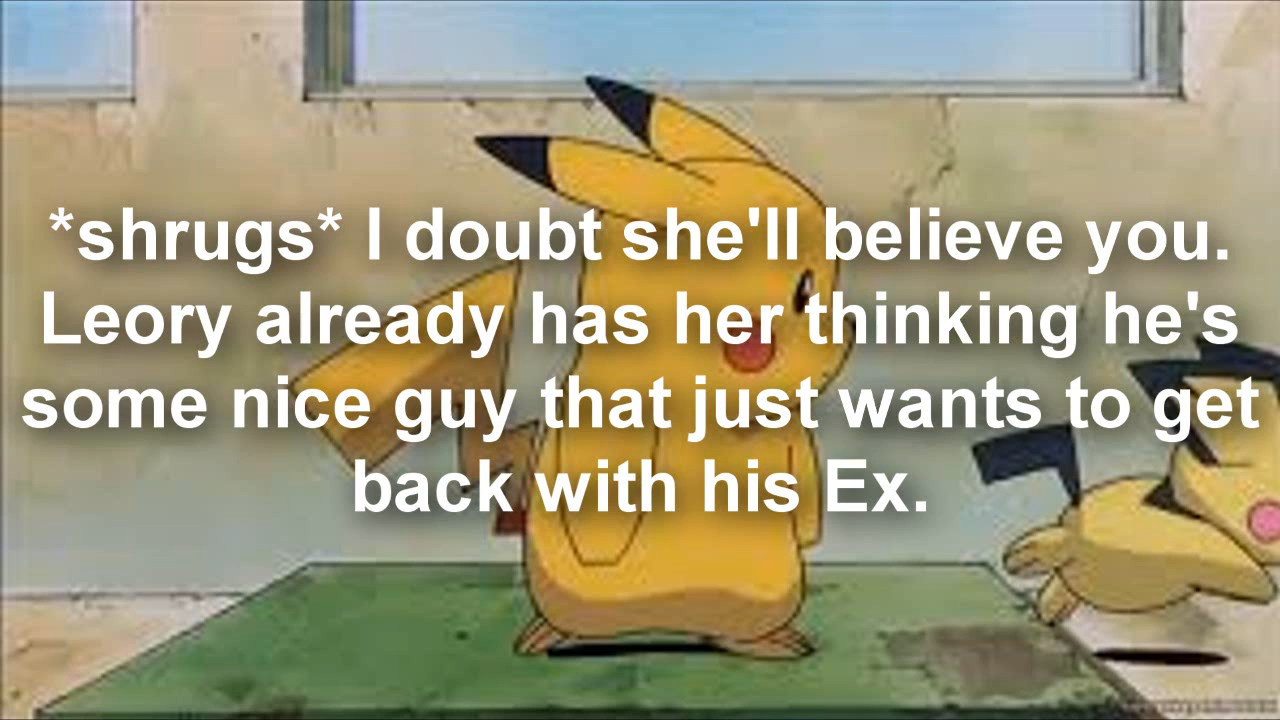 *shrugs* I doubt she'll believe you.
Leory already has her thinking he's
some nice guy that just wants to get
back with his Ex.